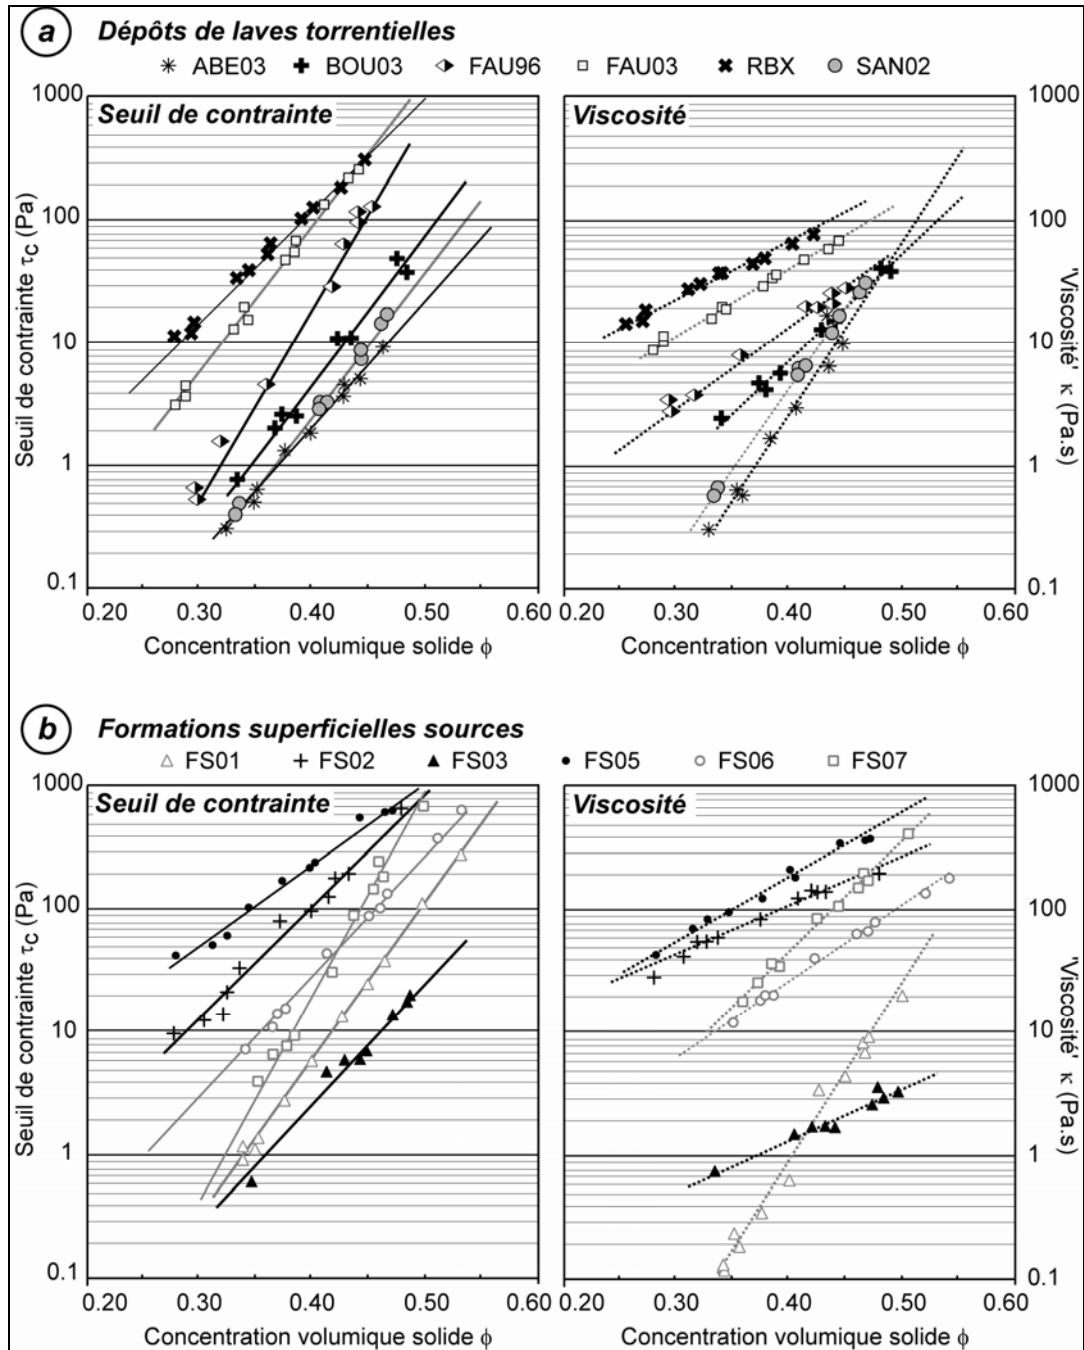 a Dépôts de laves torrentielles
ABE03 BOU03 FAU96 FAU03 RBX SAN02
Seuil de contrainte
Seuil de contrainte τc (Pa)
1000
100
10
1
0.1
0.20 0.30 0.40 0.50 0.60
Concentration volumique solide ϕ
Viscosité
1000
100
10
1
0.1
"Viscosité' κ (Pa.s)
0.20 0.30 0.40 0.50 0.60
Concentration volumique solide ϕ
b Formations superficielles sources
FS01 FS02 FS03 FS05 FS06 FS07
Seuil de contrainte
Seuil de contrainte τc (Pa)
1000
100
10
1
0.1
0.20 0.30 0.40 0.50 0.60
Concentration volumique solide ϕ
Viscosité
1000
100
10
1
0.1
"Viscosité' κ (Pa.s)
0.20 0.30 0.40 0.50 0.60
Concentration volumique solide ϕ